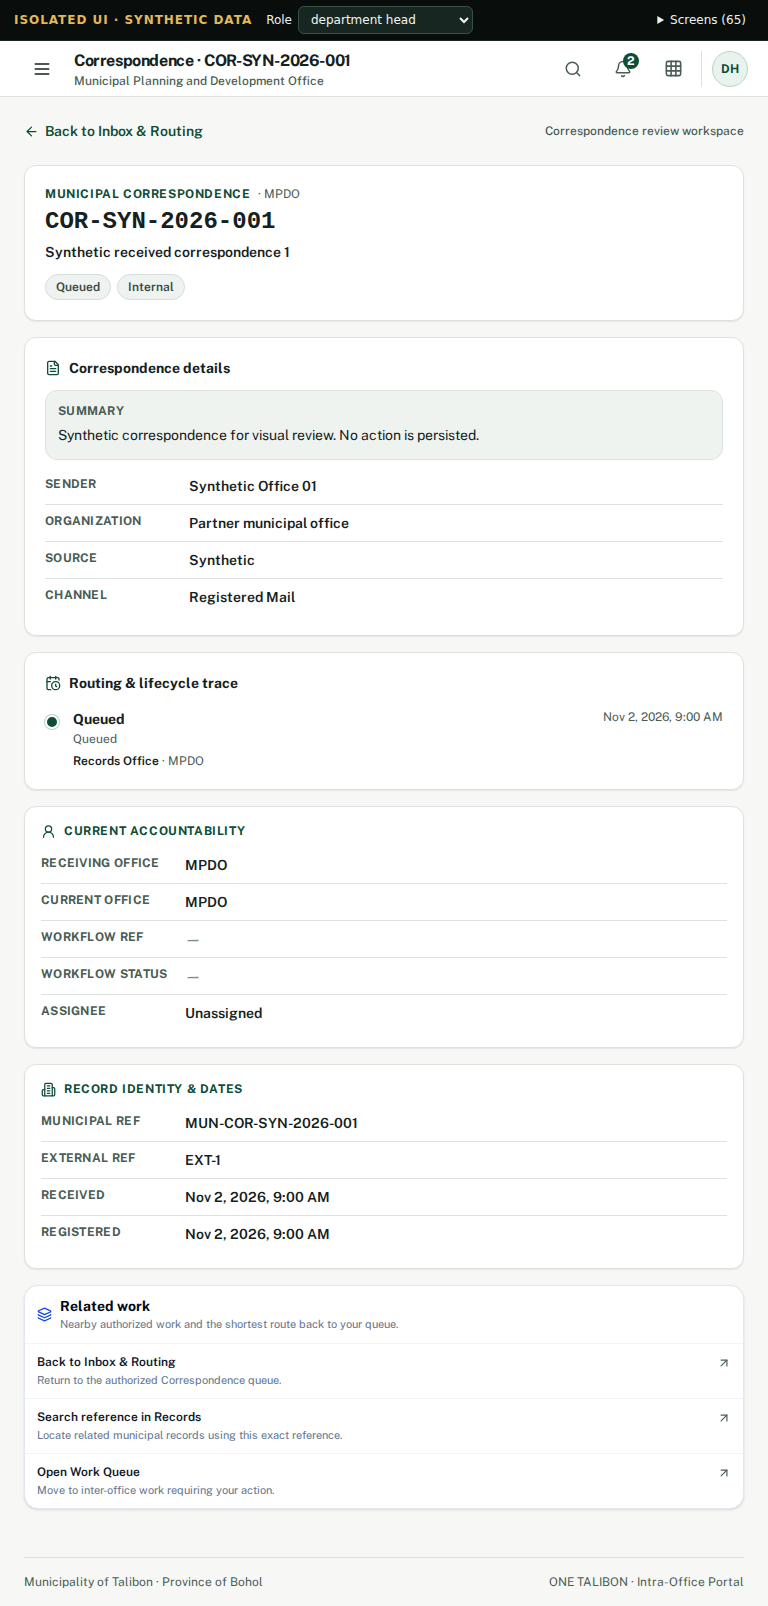 ISOLATED UI · SYNTHETIC DATA Role department head Screens (65)
Correspondence · COR-SYN-2026-001
Municipal Planning and Development Office
2
DH
Back to Inbox & Routing
Correspondence review workspace
MUNICIPAL CORRESPONDENCE · MPDO
COR-SYN-2026-001
Synthetic received correspondence 1
Queued Internal
Correspondence details
SUMMARY
Synthetic correspondence for visual review. No action is persisted.
SENDER Synthetic Office 01
ORGANIZATION Partner municipal office
SOURCE Synthetic
CHANNEL Registered Mail
Routing & lifecycle trace
Queued Nov 2, 2026, 9:00 AM
Queued
Records Office · MPDO
CURRENT ACCOUNTABILITY
RECEIVING OFFICE MPDO
CURRENT OFFICE MPDO
WORKFLOW REF —
WORKFLOW STATUS —
ASSIGNEE Unassigned
RECORD IDENTITY & DATES
MUNICIPAL REF MUN-COR-SYN-2026-001
EXTERNAL REF EXT-1
RECEIVED Nov 2, 2026, 9:00 AM
REGISTERED Nov 2, 2026, 9:00 AM
Related work
Nearby authorized work and the shortest route back to your queue.
Back to Inbox & Routing
Return to the authorized Correspondence queue.
Search reference in Records
Locate related municipal records using this exact reference.
Open Work Queue
Move to inter-office work requiring your action.
Municipality of Talibon · Province of Bohol
ONE TALIBON · Intra-Office Portal